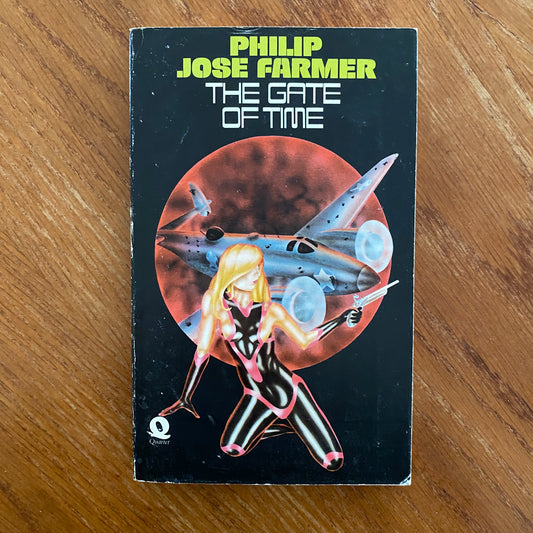 PHILIP
JOSE FARMER
THE GATE
OF TIME
Q
Quartet